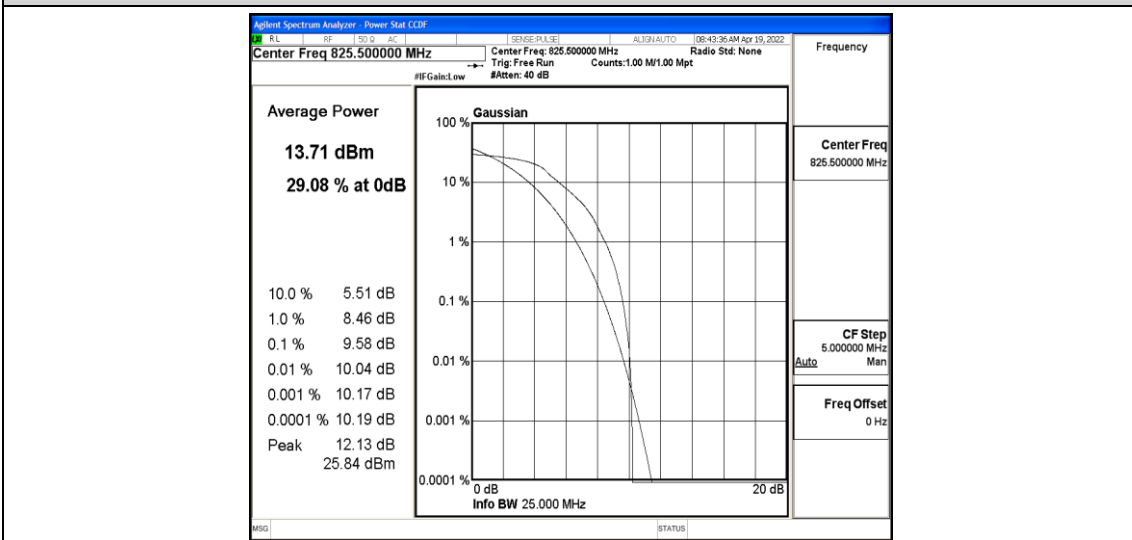 Agilent Spectrum Analyzer - Power Stat CCDF
RL RF 50 Ω AC SENSE:PULSE ALIGN AUTO 08:43:36 AM Apr 19, 2022
Center Freq 825.500000 MHz
Center Freq: 825.500000 MHz Radio Std: None
Trig: Free Run Counts:1.00 M/1.00 Mpt
#IFGain:Low #Atten: 40 dB
Frequency
Average Power
13.71 dBm
29.08 % at 0dB
10.0 % 5.51 dB
1.0 % 8.46 dB
0.1 % 9.58 dB
0.01 % 10.04 dB
0.001 % 10.17 dB
0.0001 % 10.19 dB
Peak 12.13 dB
25.84 dBm
Gaussian
100 %
10 %
1 %
0.1 %
0.01 %
0.001 %
0.0001 %
0 dB 20 dB
Info BW 25.000 MHz
Center Freq
825.500000 MHz
CF Step
5.000000 MHz
Auto Man
Freq Offset
0 Hz
MSG STATUS